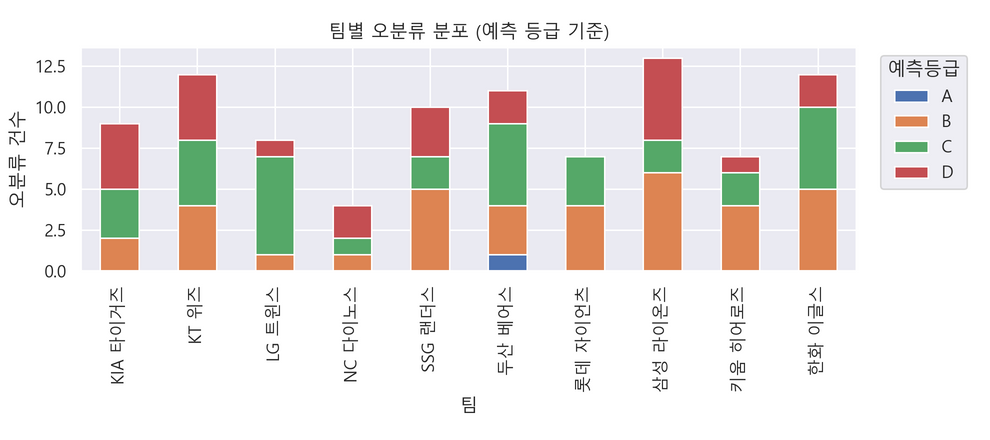 팀별 오분류 분포 (예측 등급 기준)
오분류 건수
12.5
10.0
7.5
5.0
2.5
0.0
KIA 타이거즈
KT 위즈
LG 트윈스
NC 다이노스
SSG 랜더스
두산 베어스
롯데 자이언츠
삼성 라이온즈
키움 히어로즈
한화 이글스
팀
예측등급
A
B
C
D